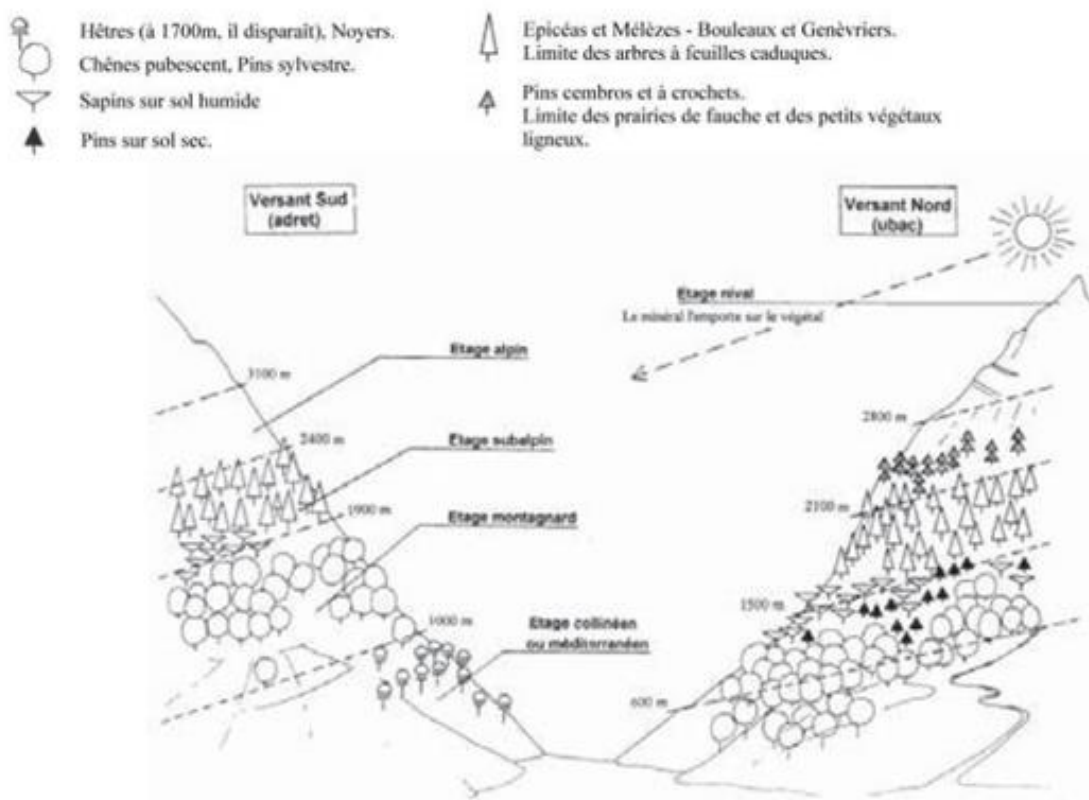 Hêtres (à 1700m, il disparaît), Noyers.
Chênes pubescent, Pins sylvestre.
Sapins sur sol humide
Pins sur sol sec.
Epicéas et Mélèzes - Bouleaux et Genèvriers.
Limite des arbres à feuilles caduques.
Pins cembros et à crochets.
Limite des prairies de fauche et des petits végétaux
ligneux.
Versant Sud
(adret)
Versant Nord
(ubac)
Etage nival
Le minéral l'emporte sur le végétal
Etage alpin
3100 m
2800 m
2400 m
Etage subalpin
1900 m
2100 m
Etage montagnard
1500 m
1000 m
Etage collinéen
ou méditerranéen
600 m